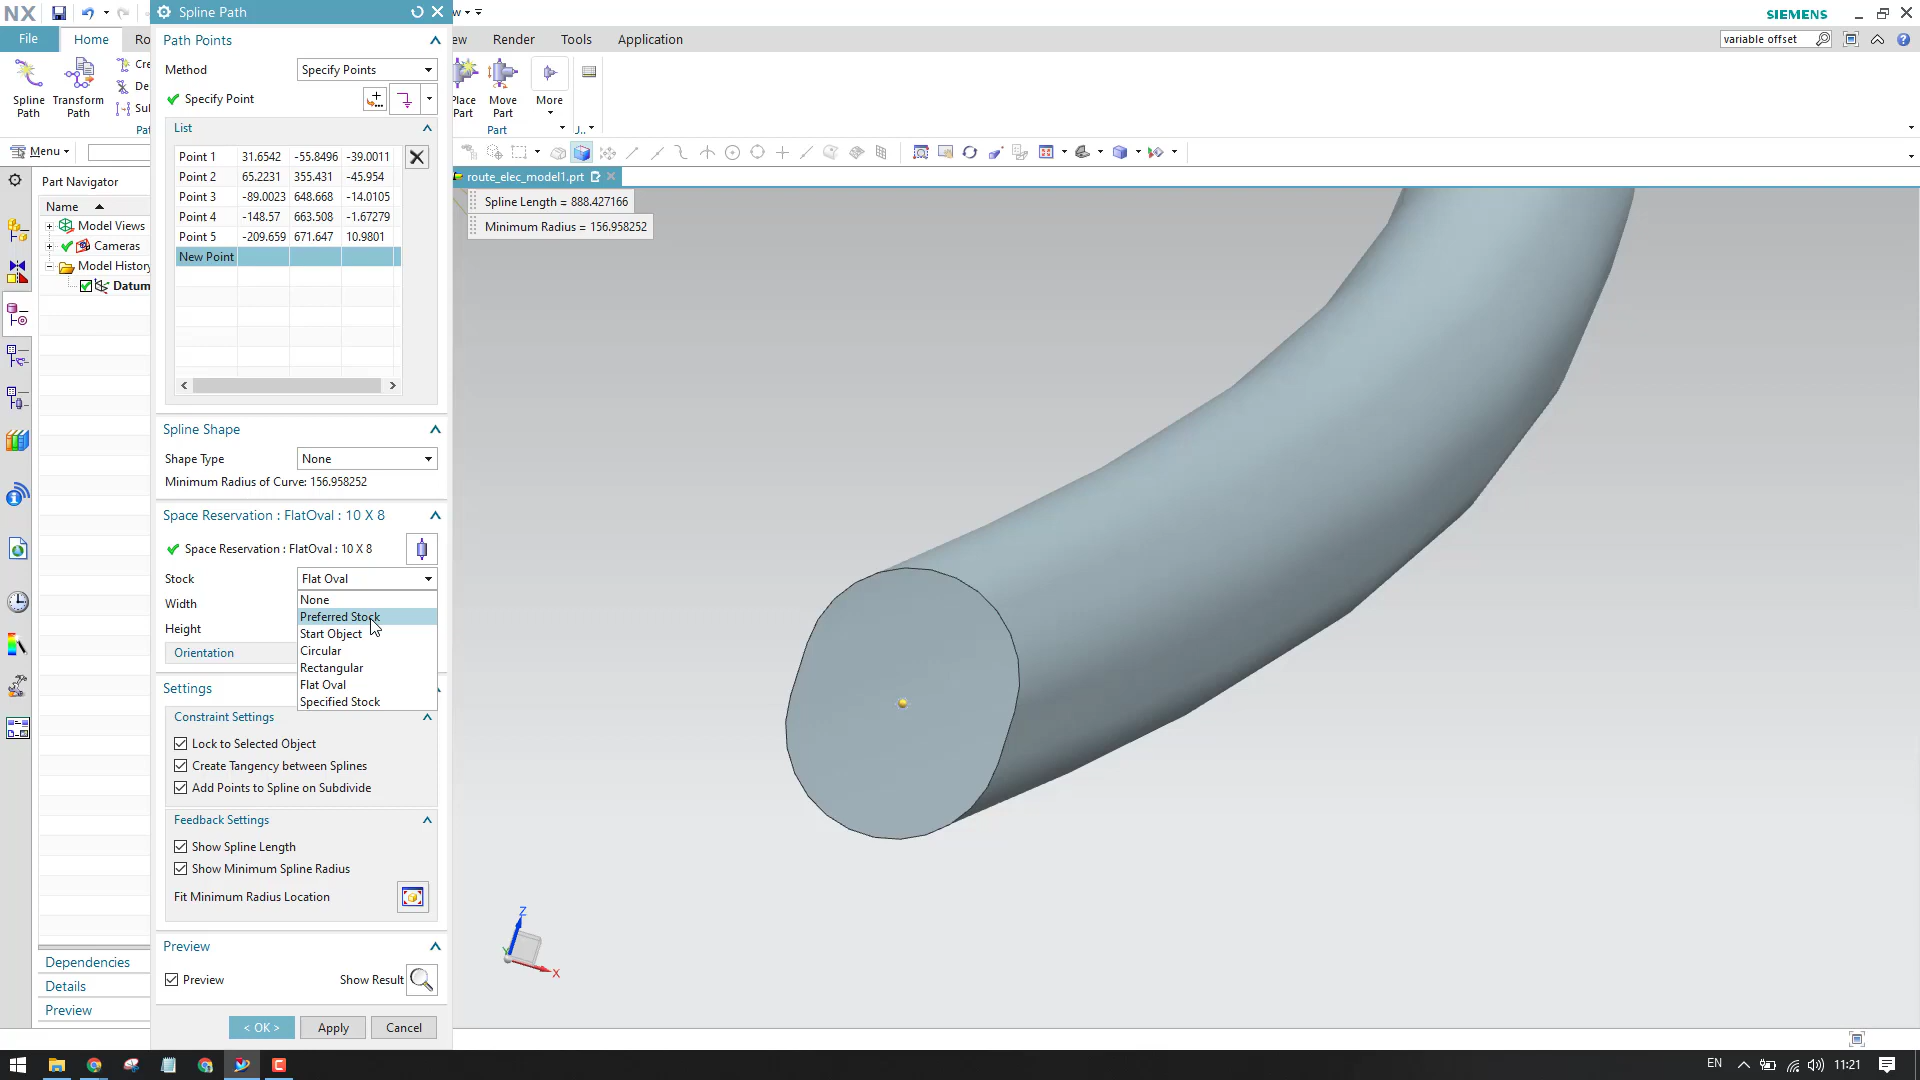 NX
Spline Path
SIEMENS
File
Home
Ro
ew
Render
Tools
Application
variable offset
Path Points
Method
Specify Points
Specify Point
Spline Path
Transform Path
Cre
De
Sul
Pat
Place Part
Move Part
More
Part
J..
Menu
List
Point 1 31.6542 -55.8496 -39.0011
Point 2 65.2231 355.431 -45.954
Point 3 -89.0023 648.668 -14.0105
Point 4 -148.57 663.508 -1.67279
Point 5 -209.659 671.647 10.9801
New Point
Part Navigator
Name
Model Views
Cameras
Model History
Datum
route_elec_model1.prt
Spline Length = 888.427166
Minimum Radius = 156.958252
Spline Shape
Shape Type
None
Minimum Radius of Curve: 156.958252
Space Reservation : FlatOval : 10 X 8
Space Reservation : FlatOval : 10 X 8
Stock
Flat Oval
Width
Height
None
Preferred Stock
Start Object
Circular
Rectangular
Flat Oval
Specified Stock
Orientation
Settings
Constraint Settings
Lock to Selected Object
Create Tangency between Splines
Add Points to Spline on Subdivide
Feedback Settings
Show Spline Length
Show Minimum Spline Radius
Fit Minimum Radius Location
Preview
Preview
Show Result
< OK >
Apply
Cancel
Dependencies
Details
Preview
Z
Y
X
EN
11:21